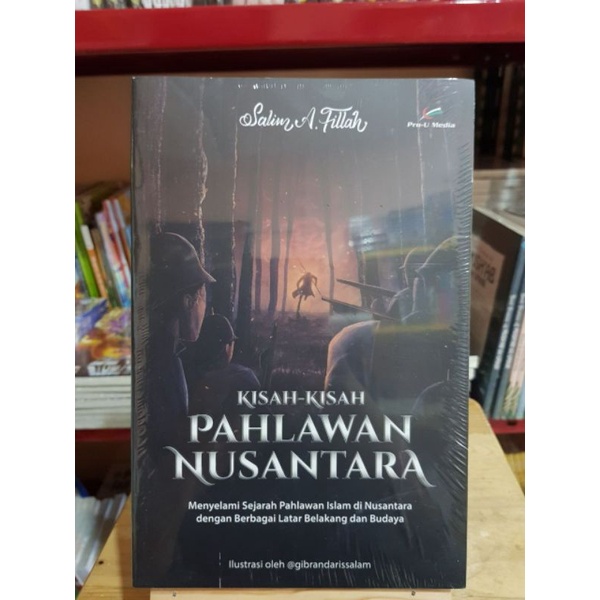 Salim A. Fillah
Pro-U Media
KISAH-KISAH
PAHLAWAN
NUSANTARA
Menyelami Sejarah Pahlawan Islam di Nusantara
dengan Berbagai Latar Belakang dan Budaya
Ilustrasi oleh @gibrandarissalam